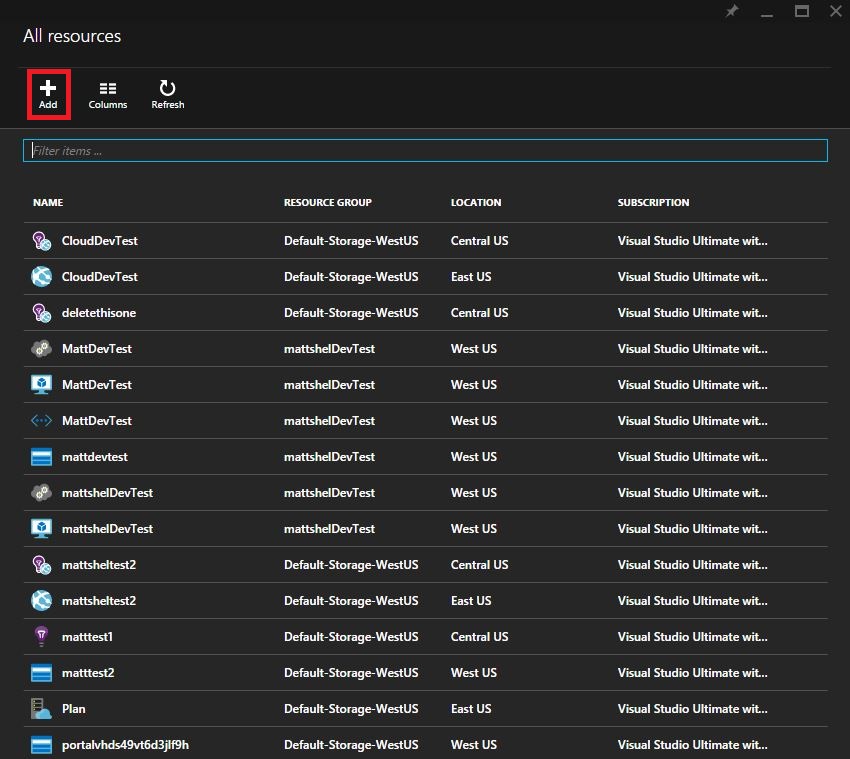 All resources
Add Columns Refresh
Filter items ...
NAME RESOURCE GROUP LOCATION SUBSCRIPTION
CloudDevTest Default-Storage-WestUS Central US Visual Studio Ultimate wit...
CloudDevTest Default-Storage-WestUS East US Visual Studio Ultimate wit...
deletethisone Default-Storage-WestUS Central US Visual Studio Ultimate wit...
MattDevTest mattshelDevTest West US Visual Studio Ultimate wit...
MattDevTest mattshelDevTest West US Visual Studio Ultimate wit...
MattDevTest mattshelDevTest West US Visual Studio Ultimate wit...
mattdevtest mattshelDevTest West US Visual Studio Ultimate wit...
mattshelDevTest mattshelDevTest West US Visual Studio Ultimate wit...
mattshelDevTest mattshelDevTest West US Visual Studio Ultimate wit...
mattsheltest2 Default-Storage-WestUS Central US Visual Studio Ultimate wit...
mattsheltest2 Default-Storage-WestUS East US Visual Studio Ultimate wit...
matttest1 Default-Storage-WestUS Central US Visual Studio Ultimate wit...
matttest2 Default-Storage-WestUS West US Visual Studio Ultimate wit...
Plan Default-Storage-WestUS East US Visual Studio Ultimate wit...
portalvhds49vt6d3jlf9h Default-Storage-WestUS West US Visual Studio Ultimate wit...